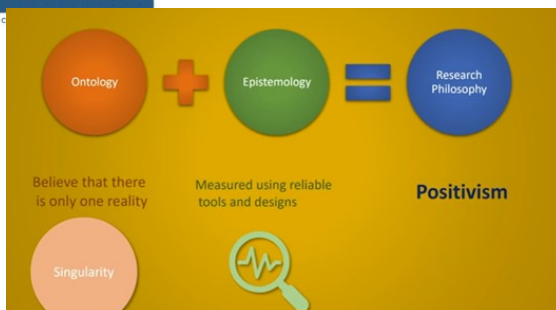 Ontology
Epistemology
Research
Philosophy
Believe that there
is only one reality
Measured using reliable
tools and designs
Positivism
Singularity